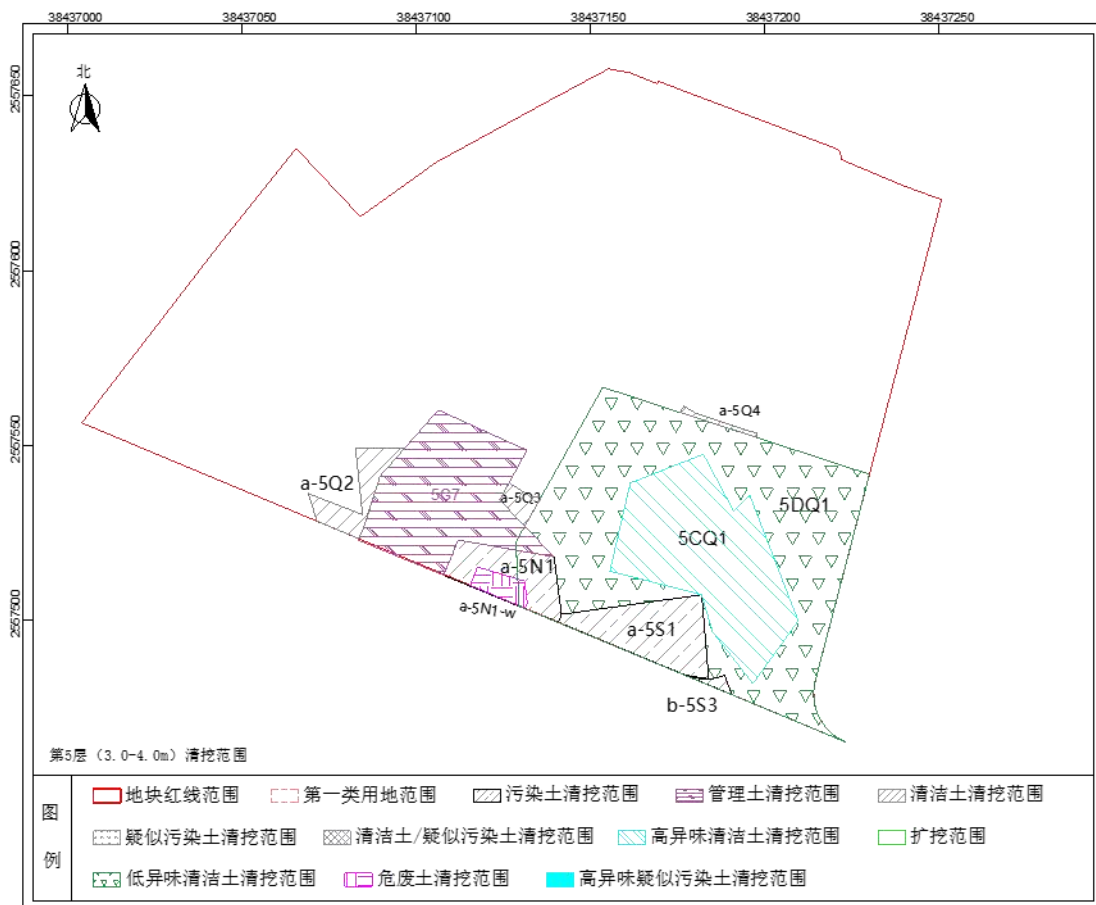 38437000 38437050 38437100 38437150 38437200 38437250
2557650
2557600
2557550
2557500
北
a-5Q4
a-5Q2
5G7
a-5Q3
5DQ1
5CQ1
a-5N1
a-5N1-w
a-5S1
b-5S3
第5层（3.0-4.0m）清挖范围
图例
地块红线范围 第一类用地范围 污染土清挖范围 管理土清挖范围 清洁土清挖范围
疑似污染土清挖范围 清洁土/疑似污染土清挖范围 高异味清洁土清挖范围 扩挖范围
低异味清洁土清挖范围 危废土清挖范围 高异味疑似污染土清挖范围